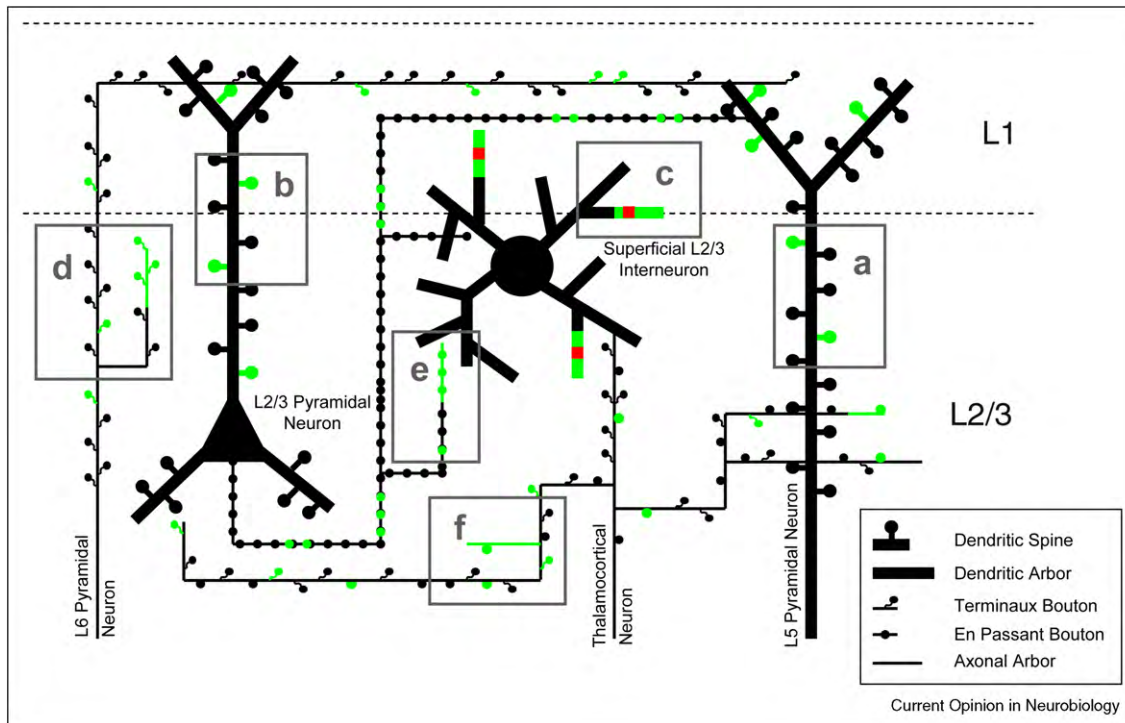 L1
b
c
d
Superficial L2/3
Interneuron
a
e
L2/3 Pyramidal
Neuron
L2/3
f
L6 Pyramidal
Neuron
Thalamocortical
Neuron
L5 Pyramidal Neuron
Dendritic Spine
Dendritic Arbor
Terminaux Bouton
En Passant Bouton
Axonal Arbor
Current Opinion in Neurobiology